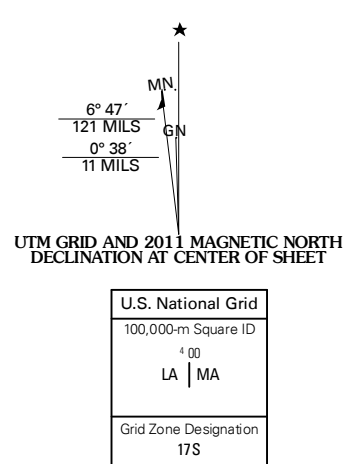 ★
MN.
6° 47´
121 MILS
GN
0° 38´
11 MILS
UTM GRID AND 2011 MAGNETIC NORTH
DECLINATION AT CENTER OF SHEET
U.S. National Grid
100,000-m Square ID
4 00
LA | MA
Grid Zone Designation
17S